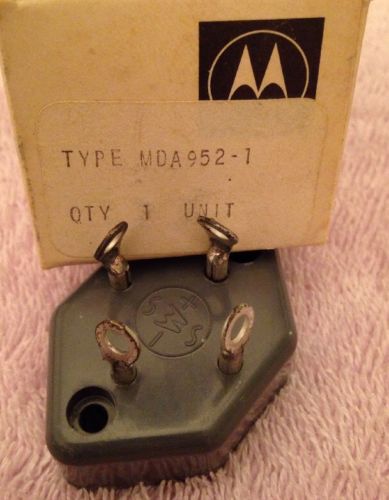 TYPE MDA952-1
QTY 1 UNIT